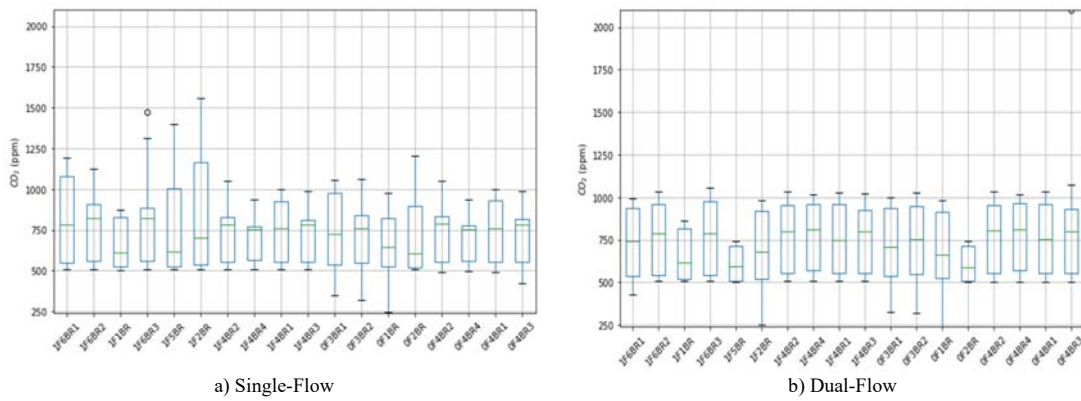 2000
1750
1500
1250
1000
750
500
250
CO₂ (ppm)
1F6BR1
1F6BR2
1F1BR
1F6BR3
1F5BR
1F2BR
1F4BR2
1F4BR4
1F4BR1
1F4BR3
0F3BR1
0F3BR2
0F1BR
0F2BR
0F4BR2
0F4BR4
0F4BR1
0F4BR3
a) Single-Flow
2000
1750
1500
1250
1000
750
500
250
CO₂ (ppm)
1F6BR1
1F6BR2
1F1BR
1F6BR3
1F5BR
1F2BR
1F4BR2
1F4BR4
1F4BR1
1F4BR3
0F3BR1
0F3BR2
0F1BR
0F2BR
0F4BR2
0F4BR4
0F4BR1
0F4BR3
b) Dual-Flow